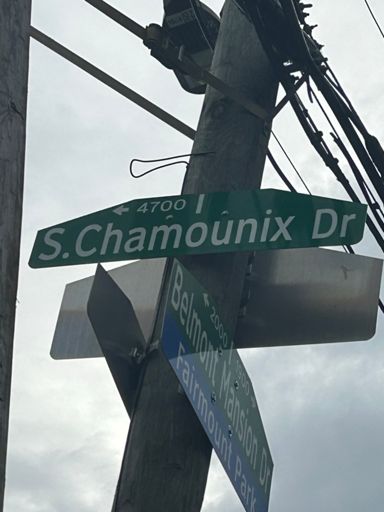 ← 4700
S. Chamounix Dr
← 2000
Belmont Mansion Dr
Fairmount Park